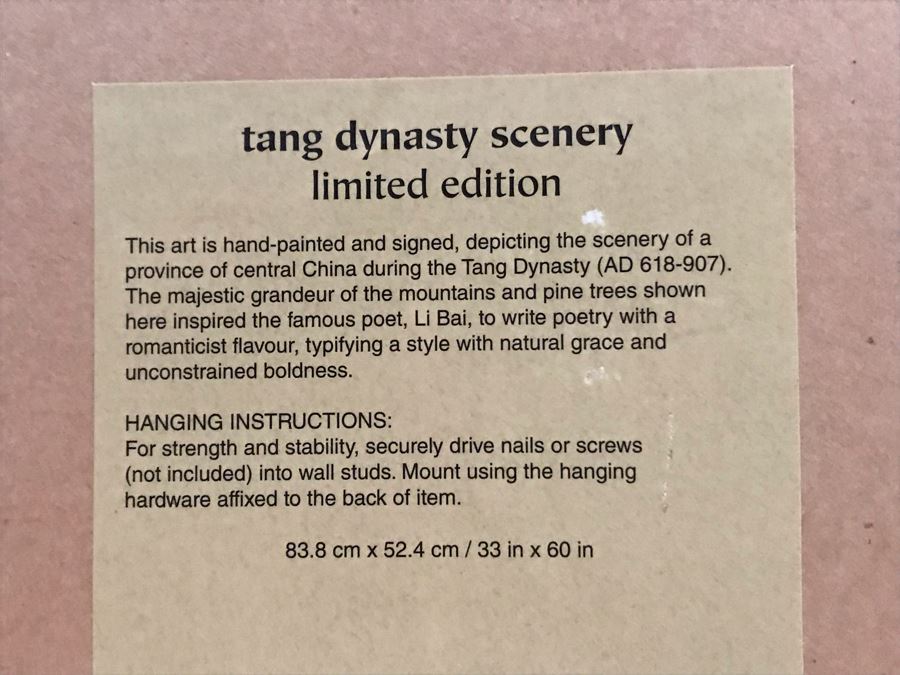 tang dynasty scenery
limited edition
This art is hand-painted and signed, depicting the scenery of a
province of central China during the Tang Dynasty (AD 618-907).
The majestic grandeur of the mountains and pine trees shown
here inspired the famous poet, Li Bai, to write poetry with a
romanticist flavour, typifying a style with natural grace and
unconstrained boldness.
HANGING INSTRUCTIONS:
For strength and stability, securely drive nails or screws
(not included) into wall studs. Mount using the hanging
hardware affixed to the back of item.
83.8 cm x 52.4 cm / 33 in x 60 in